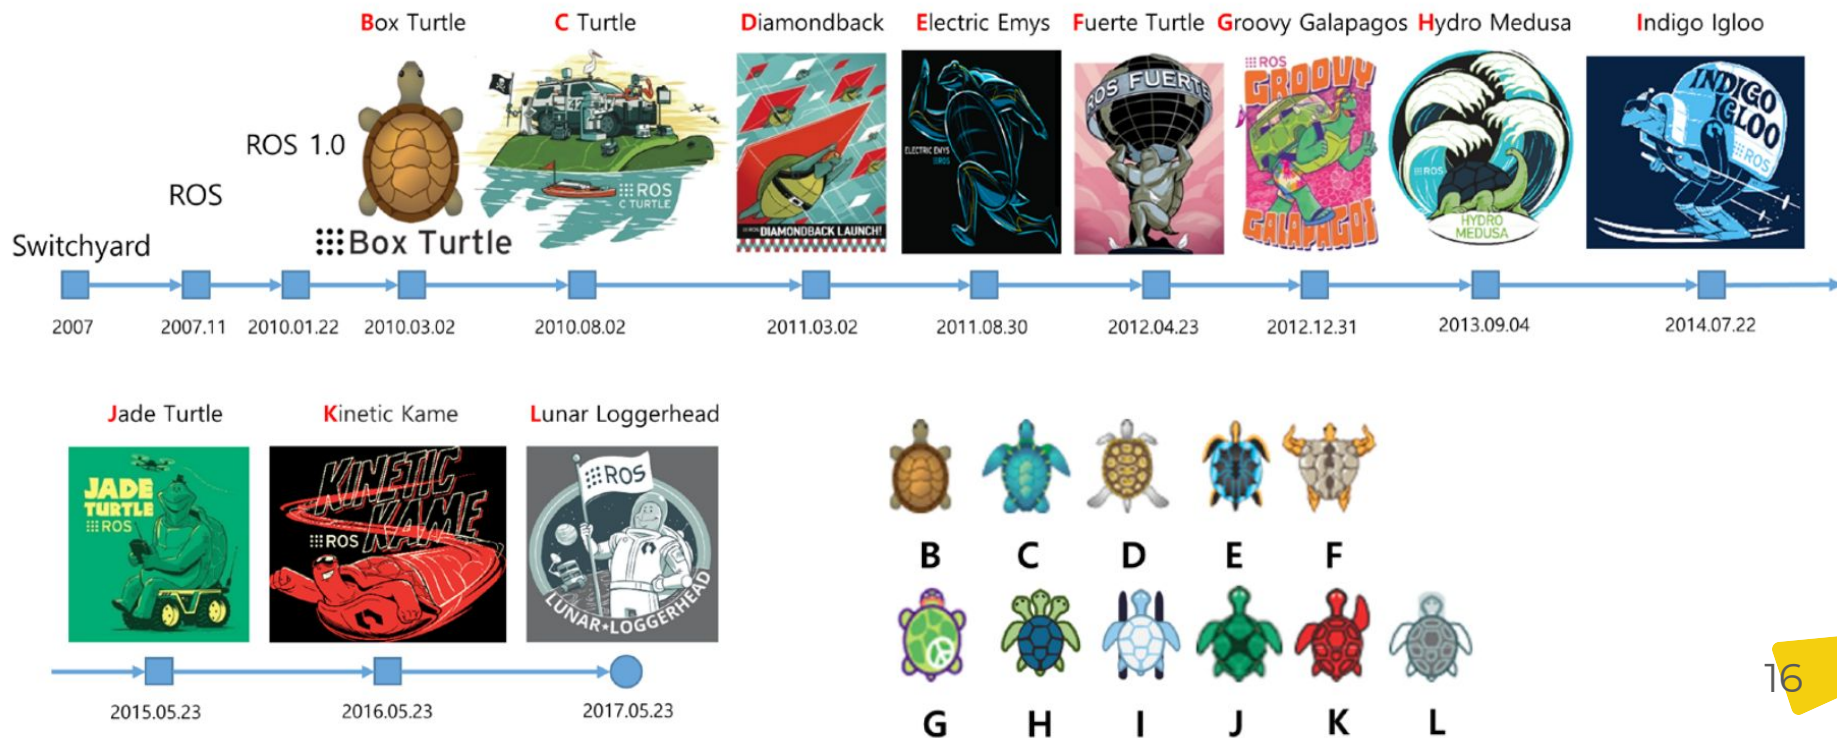 Box Turtle
C Turtle
Diamondback
Electric Emys
Fuerte Turtle
Groovy Galapagos
Hydro Medusa
Indigo Igloo
ROS 1.0
ROS
Switchyard
Box Turtle
ROS
C TURTLE
DIAMONDBACK LAUNCH!
ELECTRIC EMYS
ROS
ROS FUERTE
ROS
GROOVY
GALAPAGOS
ROS
HYDRO
MEDUSA
INDIGO
IGLOO
ROS
2007
2007.11
2010.01.22
2010.03.02
2010.08.02
2011.03.02
2011.08.30
2012.04.23
2012.12.31
2013.09.04
2014.07.22
Jade Turtle
Kinetic Kame
Lunar Loggerhead
JADE
TURTLE
ROS
KINETIC
KAME
ROS
ROS
LUNAR★LOGGERHEAD
2015.05.23
2016.05.23
2017.05.23
B C D E F
G H I J K L
16